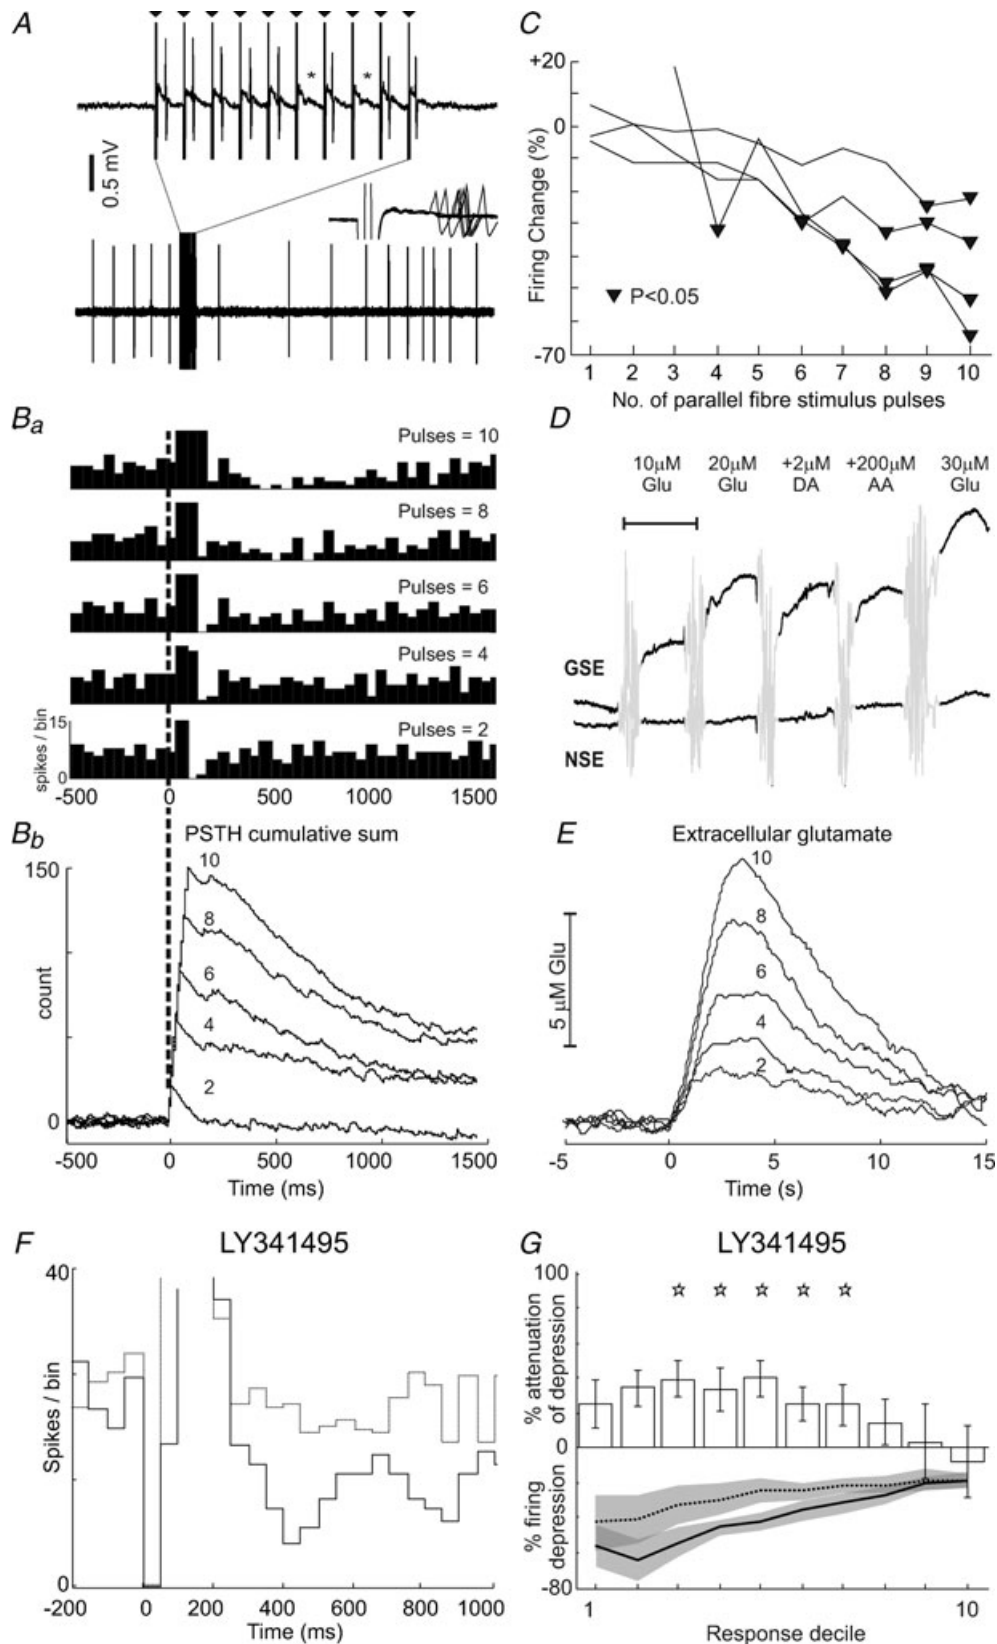 A
*
*
0.5 mV
C
+20
0
-70
Firing Change (%)
P<0.05
1 2 3 4 5 6 7 8 9 10
No. of parallel fibre stimulus pulses
Ba
Pulses = 10
Pulses = 8
Pulses = 6
Pulses = 4
Pulses = 2
15
0
spikes / bin
-500 0 500 1000 1500
D
10µM Glu
20µM Glu
+2µM DA
+200µM AA
30µM Glu
GSE
NSE
Bb
PSTH cumulative sum
150
0
count
10
8
6
4
2
-500 0 500 1000 1500
Time (ms)
E
Extracellular glutamate
5 µM Glu
10
8
6
4
2
-5 0 5 10 15
Time (s)
F
LY341495
40
0
Spikes / bin
-200 0 200 400 600 800 1000
Time (ms)
G
LY341495
100
0
-80
% attenuation of depression
% firing depression
1 10
Response decile